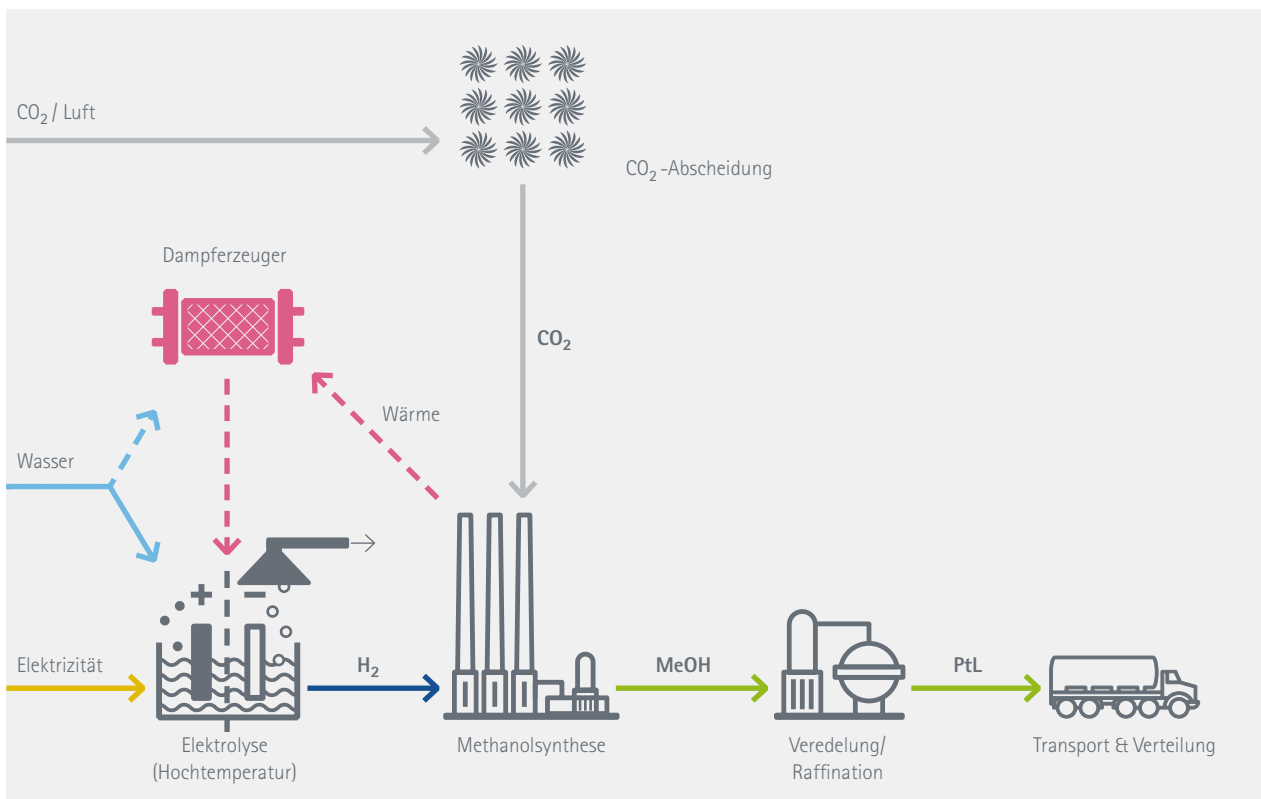 CO₂ / Luft
CO₂ -Abscheidung
Dampferzeuger
CO₂
Wärme
Wasser
+ −
Elektrizität
H₂
MeOH
PtL
Elektrolyse
(Hochtemperatur)
Methanolsynthese
Veredelung/
Raffination
Transport & Verteilung